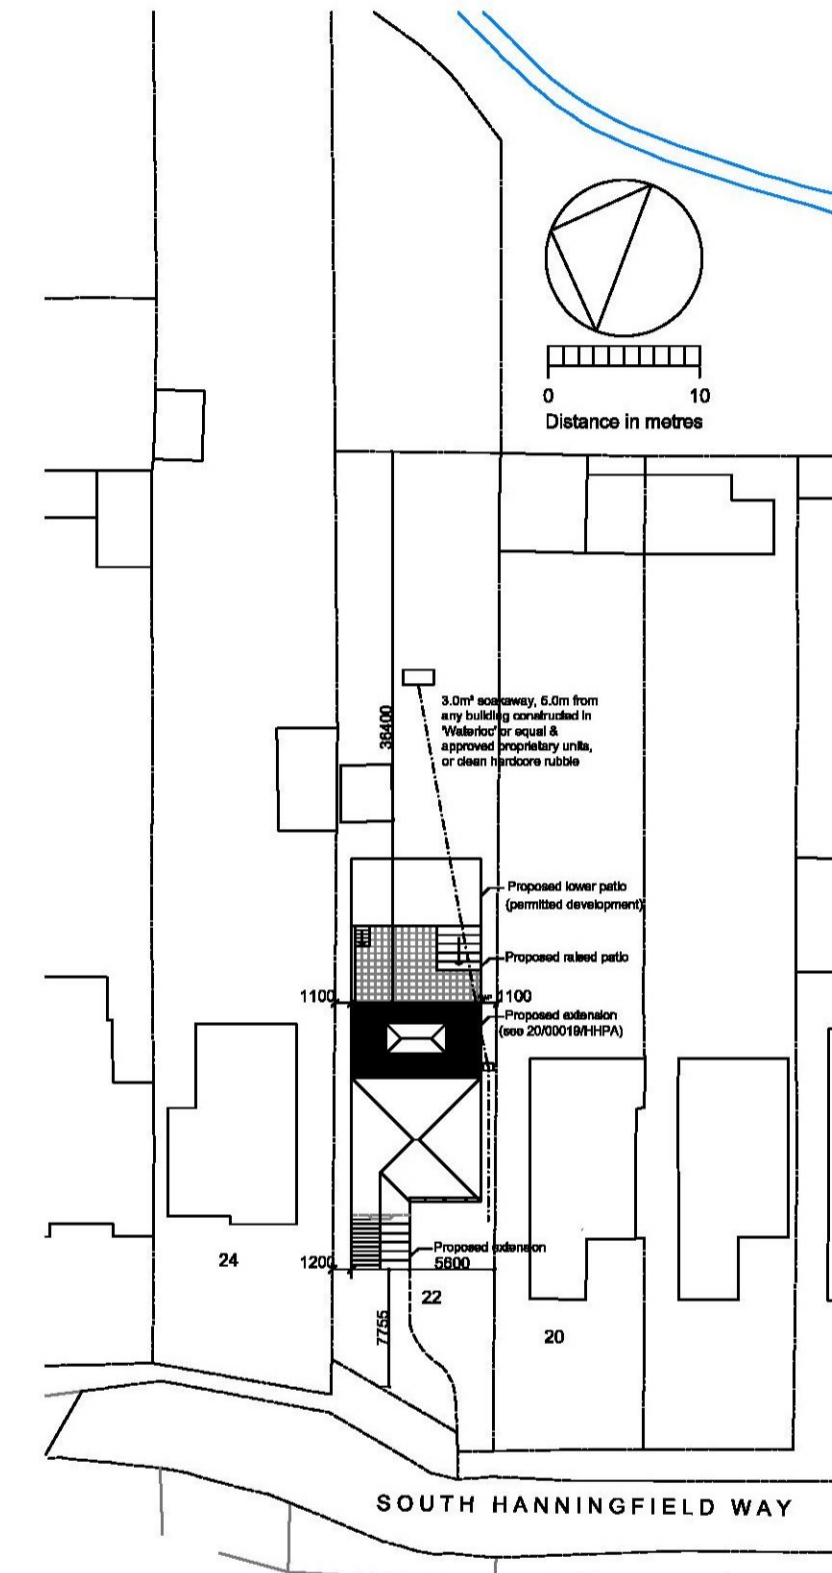 0 10
Distance in metres
36400
3.0m³ soakaway, 5.0m from
any building constructed in
'Waterloc' or equal &
approved proprietary units,
or clean hardcore rubble
Proposed lower patio
(permitted development)
Proposed raised patio
1100 1100
Proposed extension
(see 20/00019/HHPA)
Proposed extension
24 1200 5600
22
7755
20
SOUTH HANNINGFIELD WAY